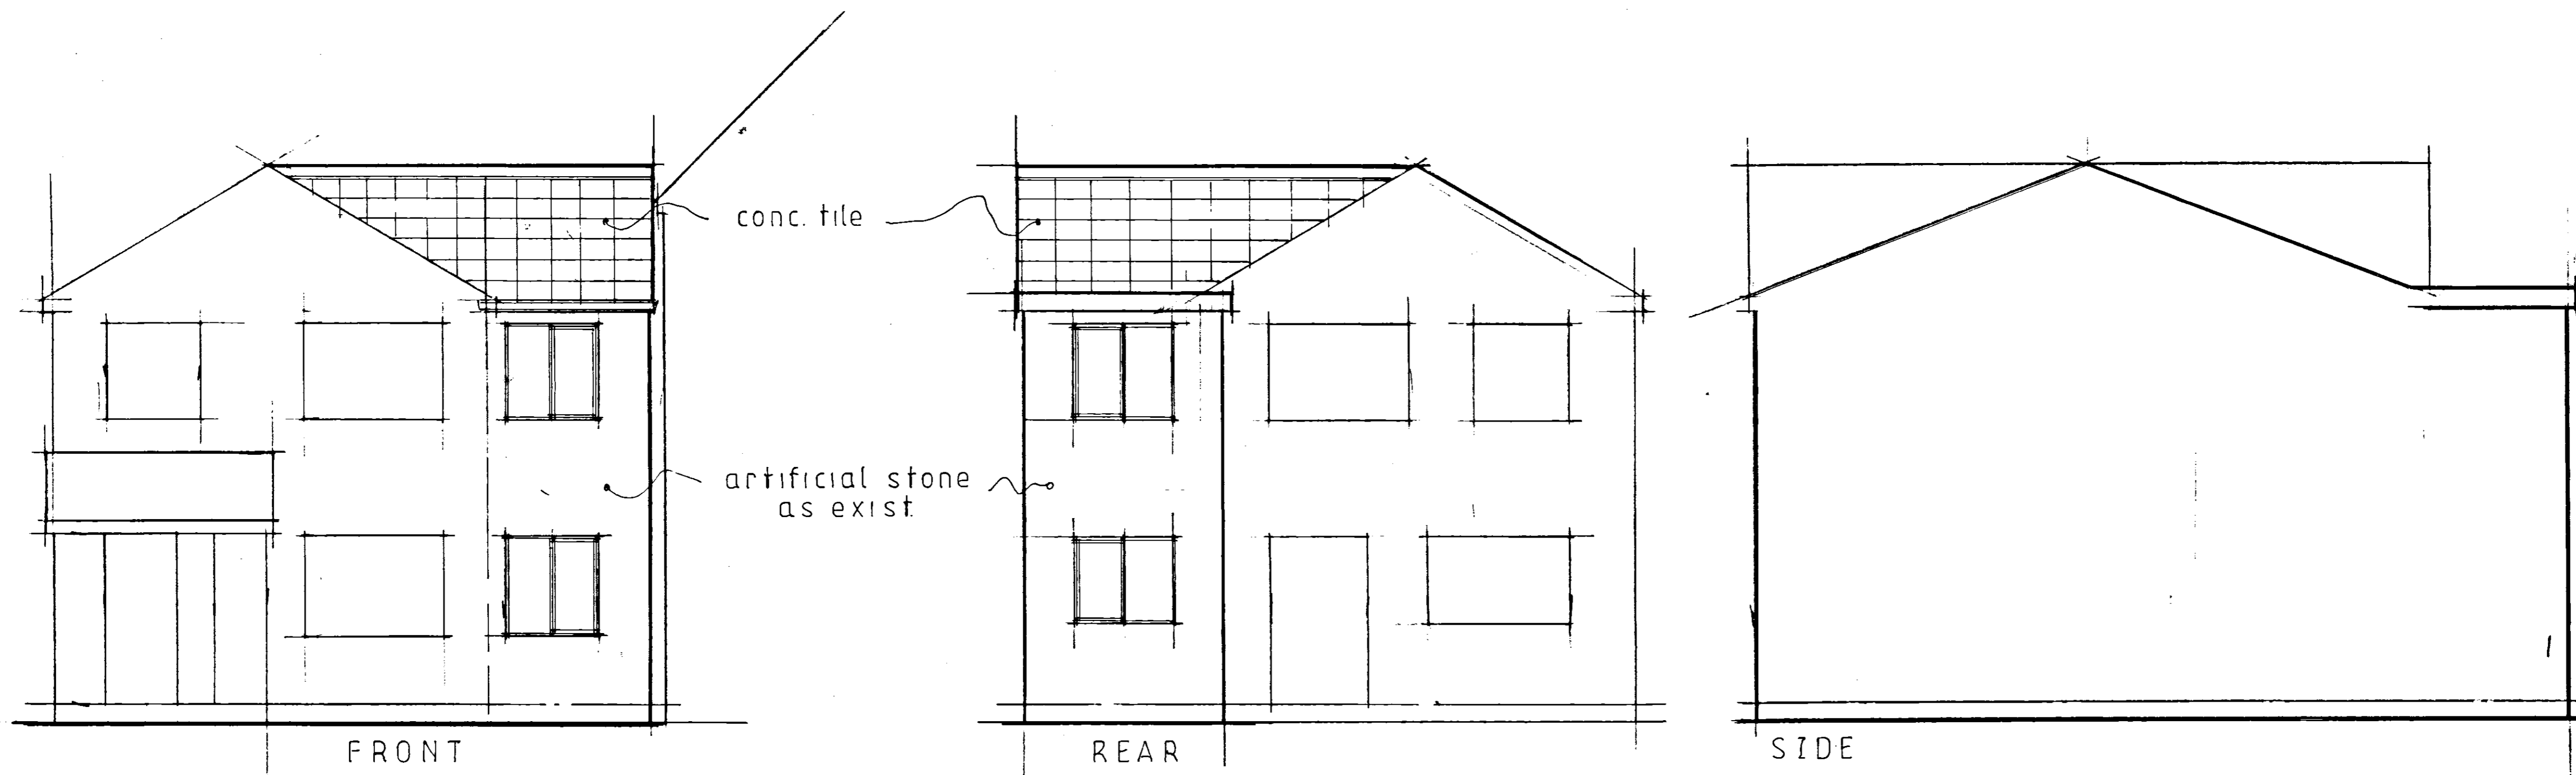 conc. tile
artificial stone
as exist.
FRONT
REAR
SIDE